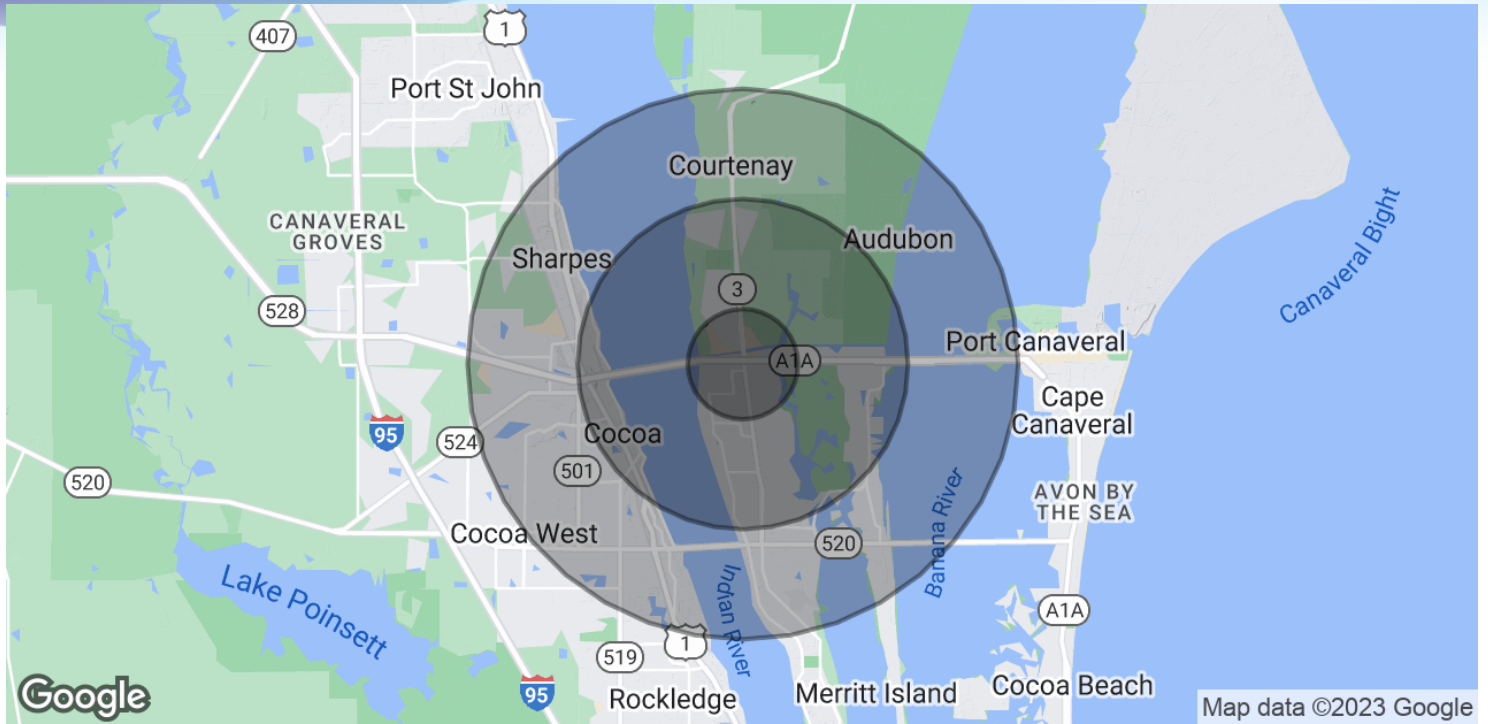 407
1
Port St John
Courtenay
CANAVERAL
GROVES
Sharpes
Audubon
Canaveral Bight
3
528
Port Canaveral
A1A
Cape
Canaveral
95
524
Cocoa
501
520
AVON BY
THE SEA
Cocoa West
520
Banana River
Lake Poinsett
Indian River
A1A
1
519
95
Rockledge
Merritt Island
Cocoa Beach
Google
Map data ©2023 Google